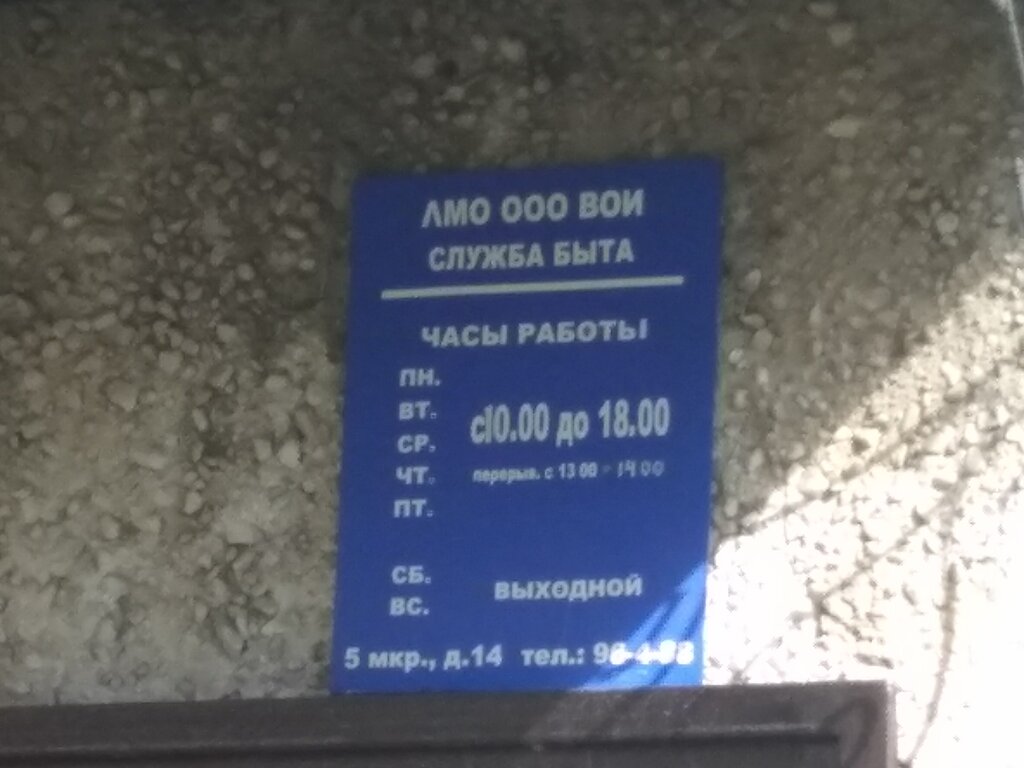 ЛМО ООО ВОИ
СЛУЖБА БЫТА
ЧАСЫ РАБОТЫ
ПН.
ВТ.
СР.
ЧТ.
ПТ.
с10.00 до 18.00
перерыв. с 13 00 - 14 00
СБ.
ВС.
ВЫХОДНОЙ
5 мкр., д.14 тел.: